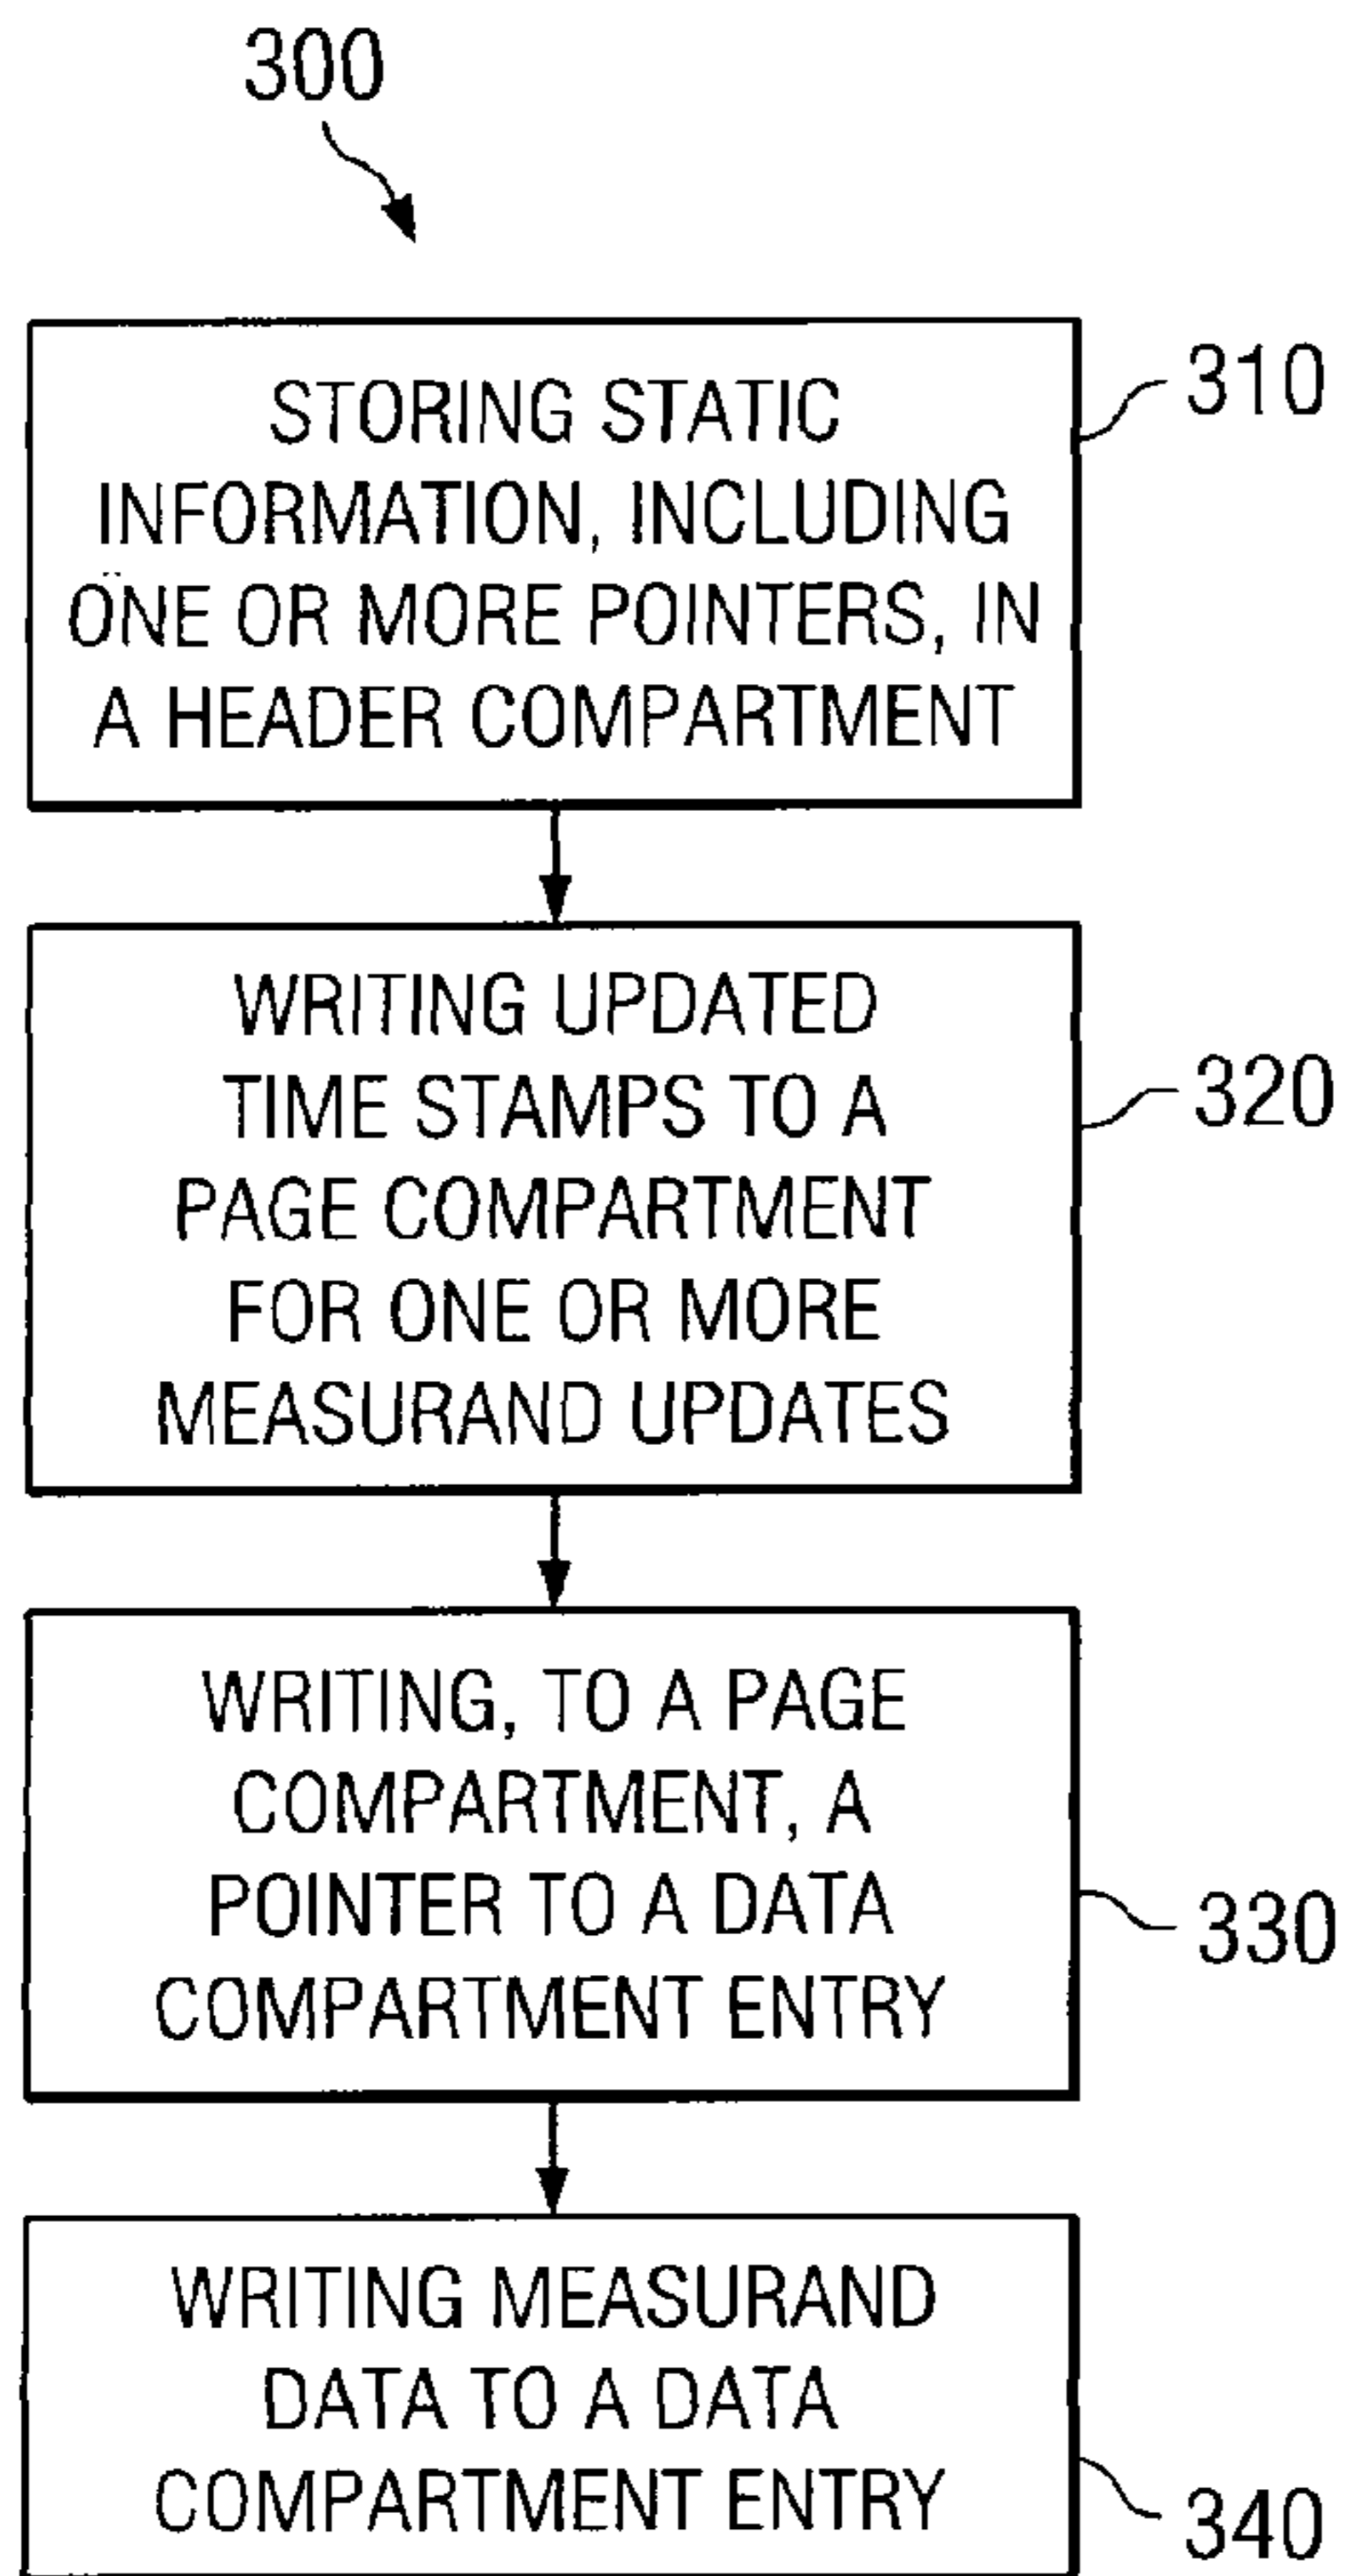 300
STORING STATIC
INFORMATION, INCLUDING
ONE OR MORE POINTERS, IN
A HEADER COMPARTMENT
310
WRITING UPDATED
TIME STAMPS TO A
PAGE COMPARTMENT
FOR ONE OR MORE
MEASURAND UPDATES
320
WRITING, TO A PAGE
COMPARTMENT, A
POINTER TO A DATA
COMPARTMENT ENTRY
330
WRITING MEASURAND
DATA TO A DATA
COMPARTMENT ENTRY
340